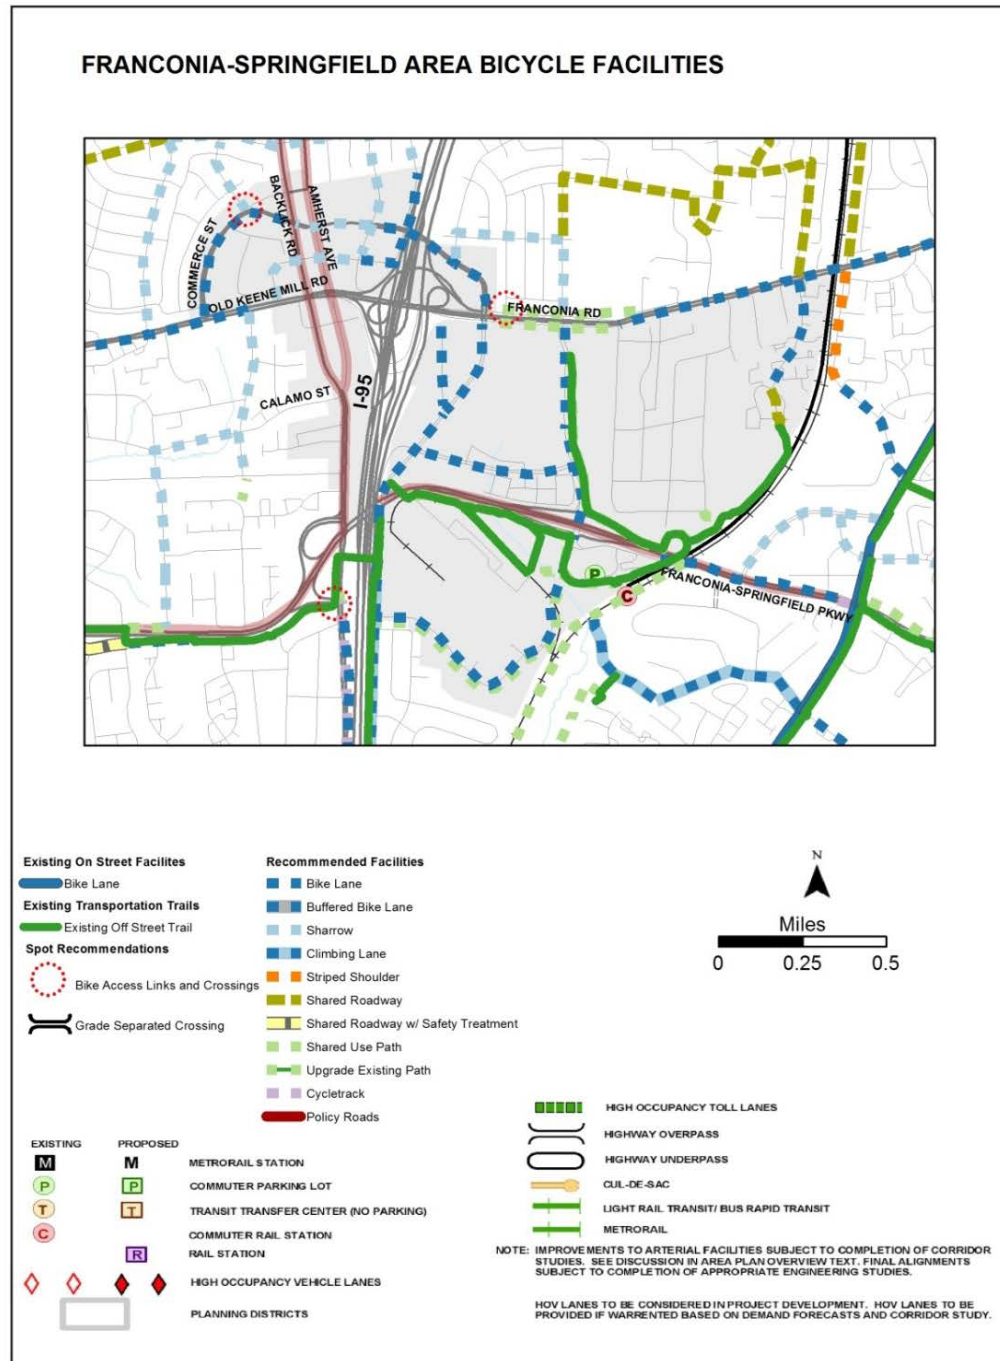 FRANCONIA-SPRINGFIELD AREA BICYCLE FACILITIES
COMMERCE ST
BACKLICK RD
AMHERST AVE
OLD KEENE MILL RD
FRANCONIA RD
CALAMO ST
I-95
P
C
FRANCONIA-SPRINGFIELD PKWY
Existing On Street Facilites
Bike Lane
Existing Transportation Trails
Existing Off Street Trail
Spot Recommendations
Bike Access Links and Crossings
Grade Separated Crossing
Recommmended Facilities
Bike Lane
Buffered Bike Lane
Sharrow
Climbing Lane
Striped Shoulder
Shared Roadway
Shared Roadway w/ Safety Treatment
Shared Use Path
Upgrade Existing Path
Cycletrack
Policy Roads
N
Miles
0 0.25 0.5
EXISTING PROPOSED
M M METRORAIL STATION
P P COMMUTER PARKING LOT
T T TRANSIT TRANSFER CENTER (NO PARKING)
C COMMUTER RAIL STATION
R RAIL STATION
HIGH OCCUPANCY VEHICLE LANES
PLANNING DISTRICTS
HIGH OCCUPANCY TOLL LANES
HIGHWAY OVERPASS
HIGHWAY UNDERPASS
CUL-DE-SAC
LIGHT RAIL TRANSIT/ BUS RAPID TRANSIT
METRORAIL
NOTE: IMPROVEMENTS TO ARTERIAL FACILITIES SUBJECT TO COMPLETION OF CORRIDOR
STUDIES. SEE DISCUSSION IN AREA PLAN OVERVIEW TEXT. FINAL ALIGNMENTS
SUBJECT TO COMPLETION OF APPROPRIATE ENGINEERING STUDIES.
HOV LANES TO BE CONSIDERED IN PROJECT DEVELOPMENT. HOV LANES TO BE
PROVIDED IF WARRENTED BASED ON DEMAND FORECASTS AND CORRIDOR STUDY.